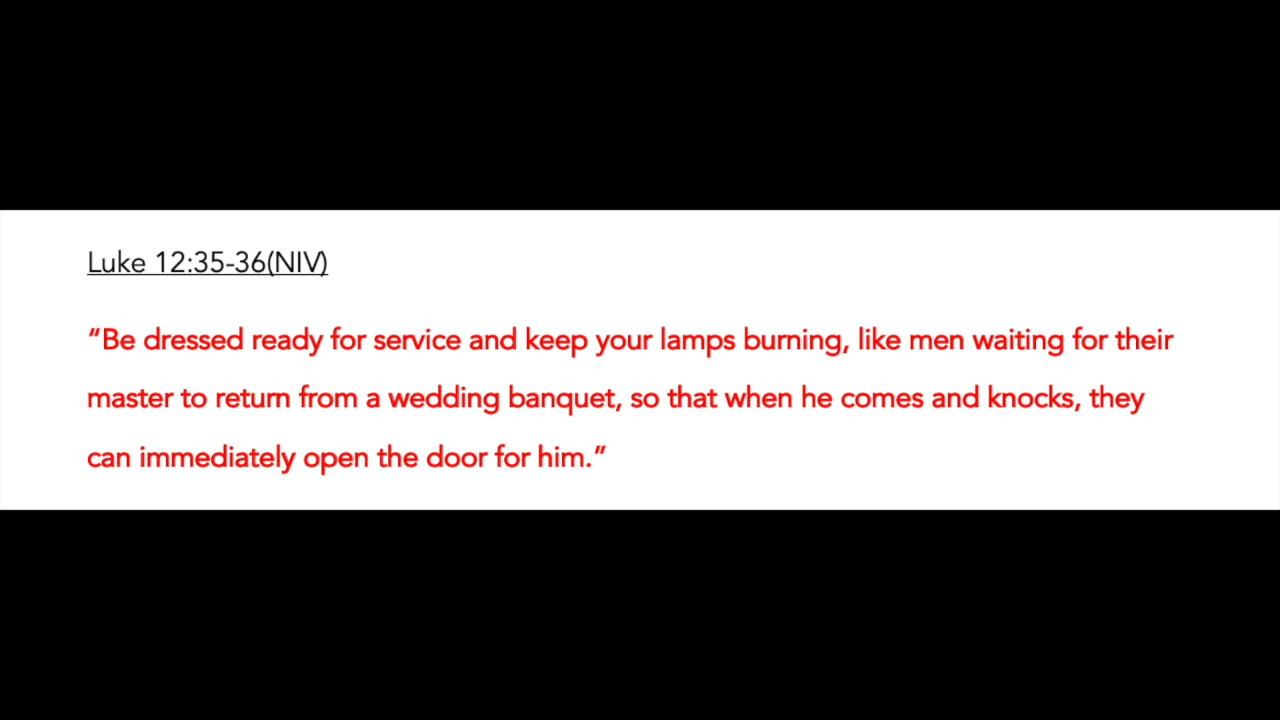 Luke 12:35-36(NIV)
“Be dressed ready for service and keep your lamps burning, like men waiting for their
master to return from a wedding banquet, so that when he comes and knocks, they
can immediately open the door for him.”